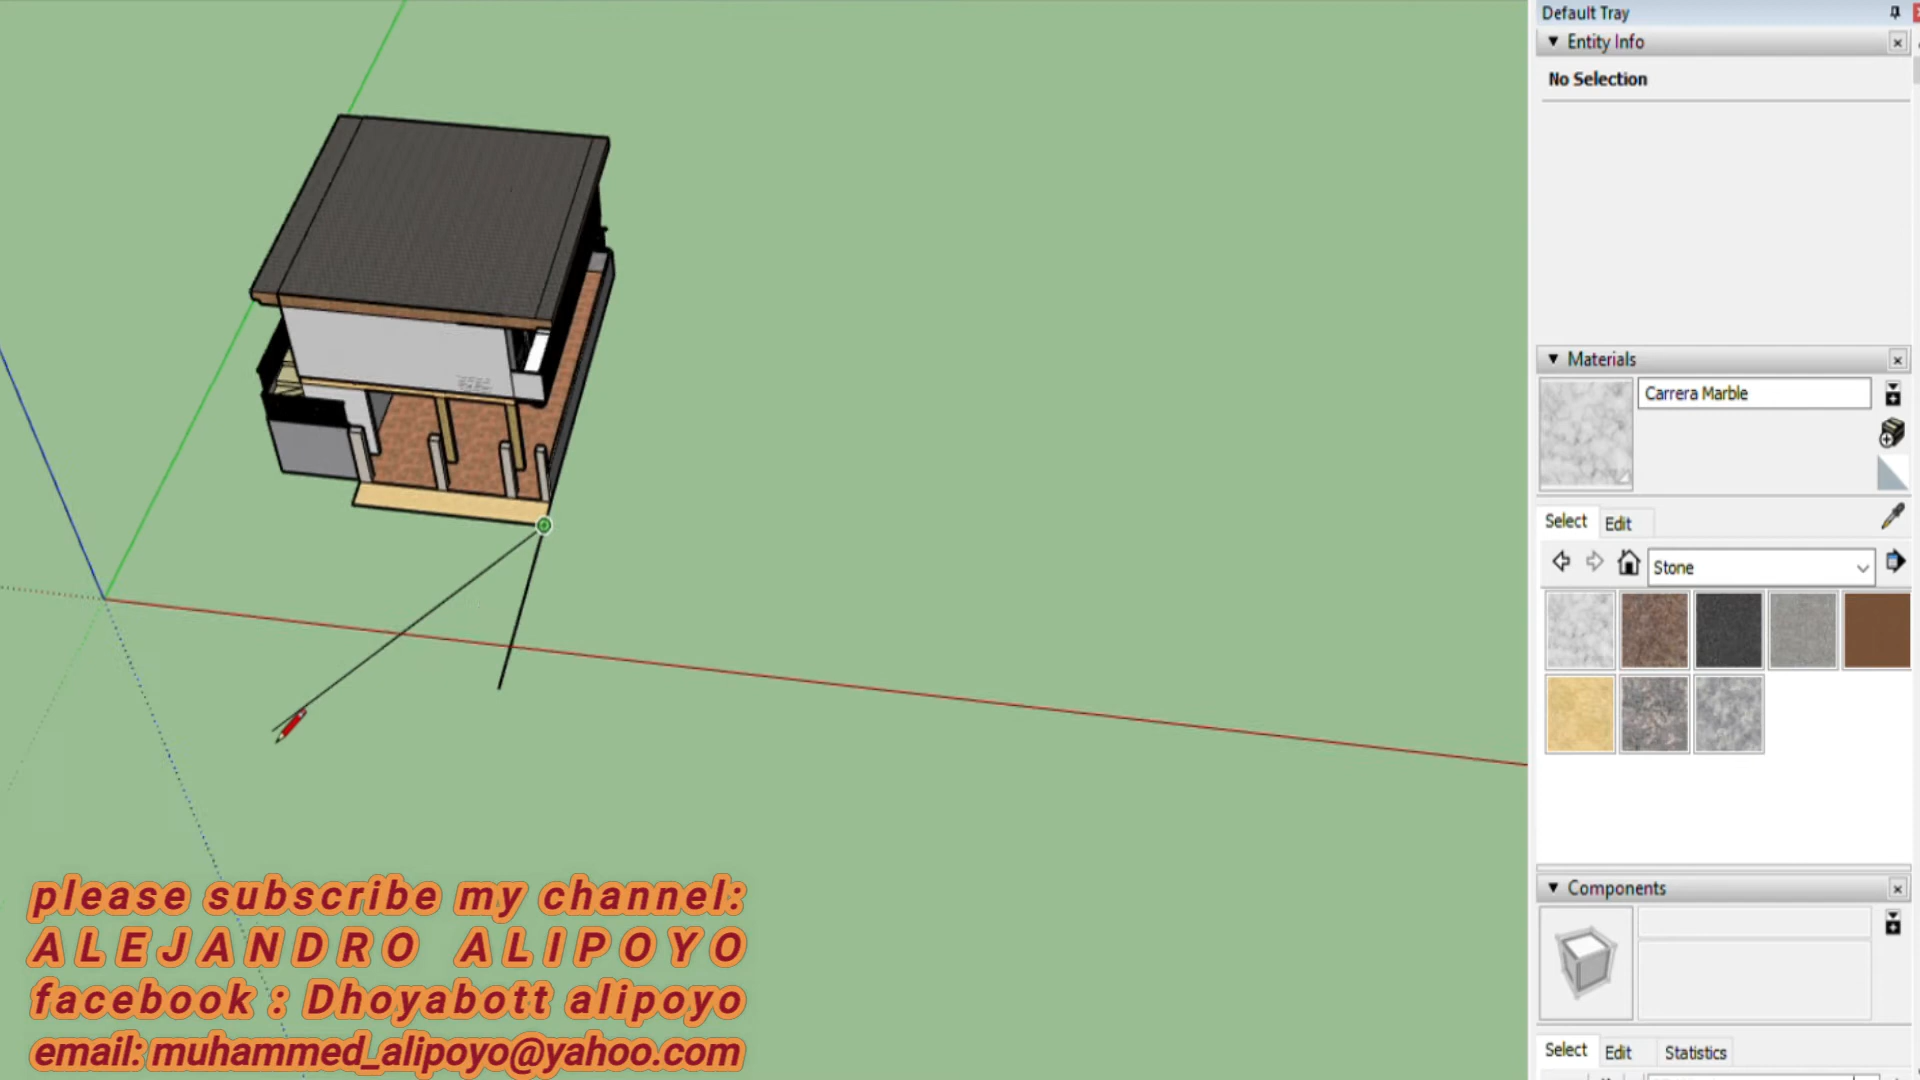 Default Tray
Entity Info
No Selection
Materials
Carrera Marble
Select Edit
Stone
Components
Select Edit Statistics
please subscribe my channel:
ALEJANDRO ALIPOYO
facebook : Dhoyabott alipoyo
email: muhammed_alipoyo@yahoo.com